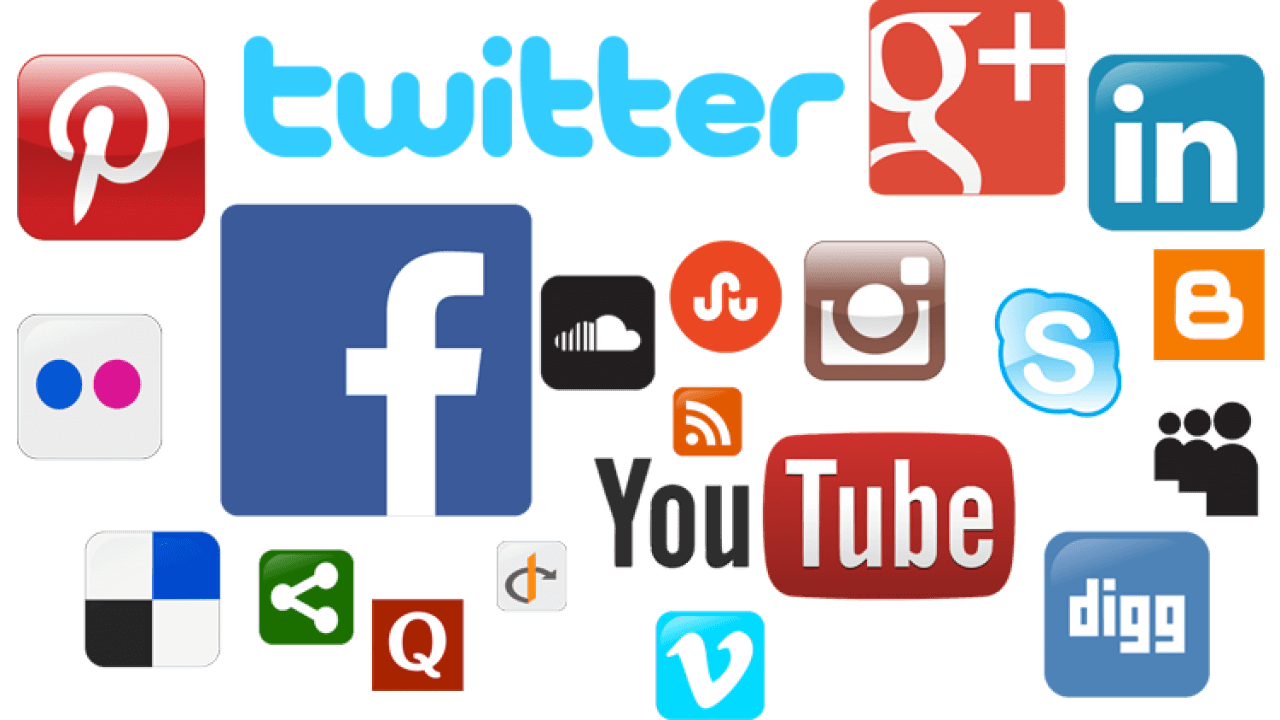 twitter
g+
in
f
S
B
YouTube
digg
Q
v